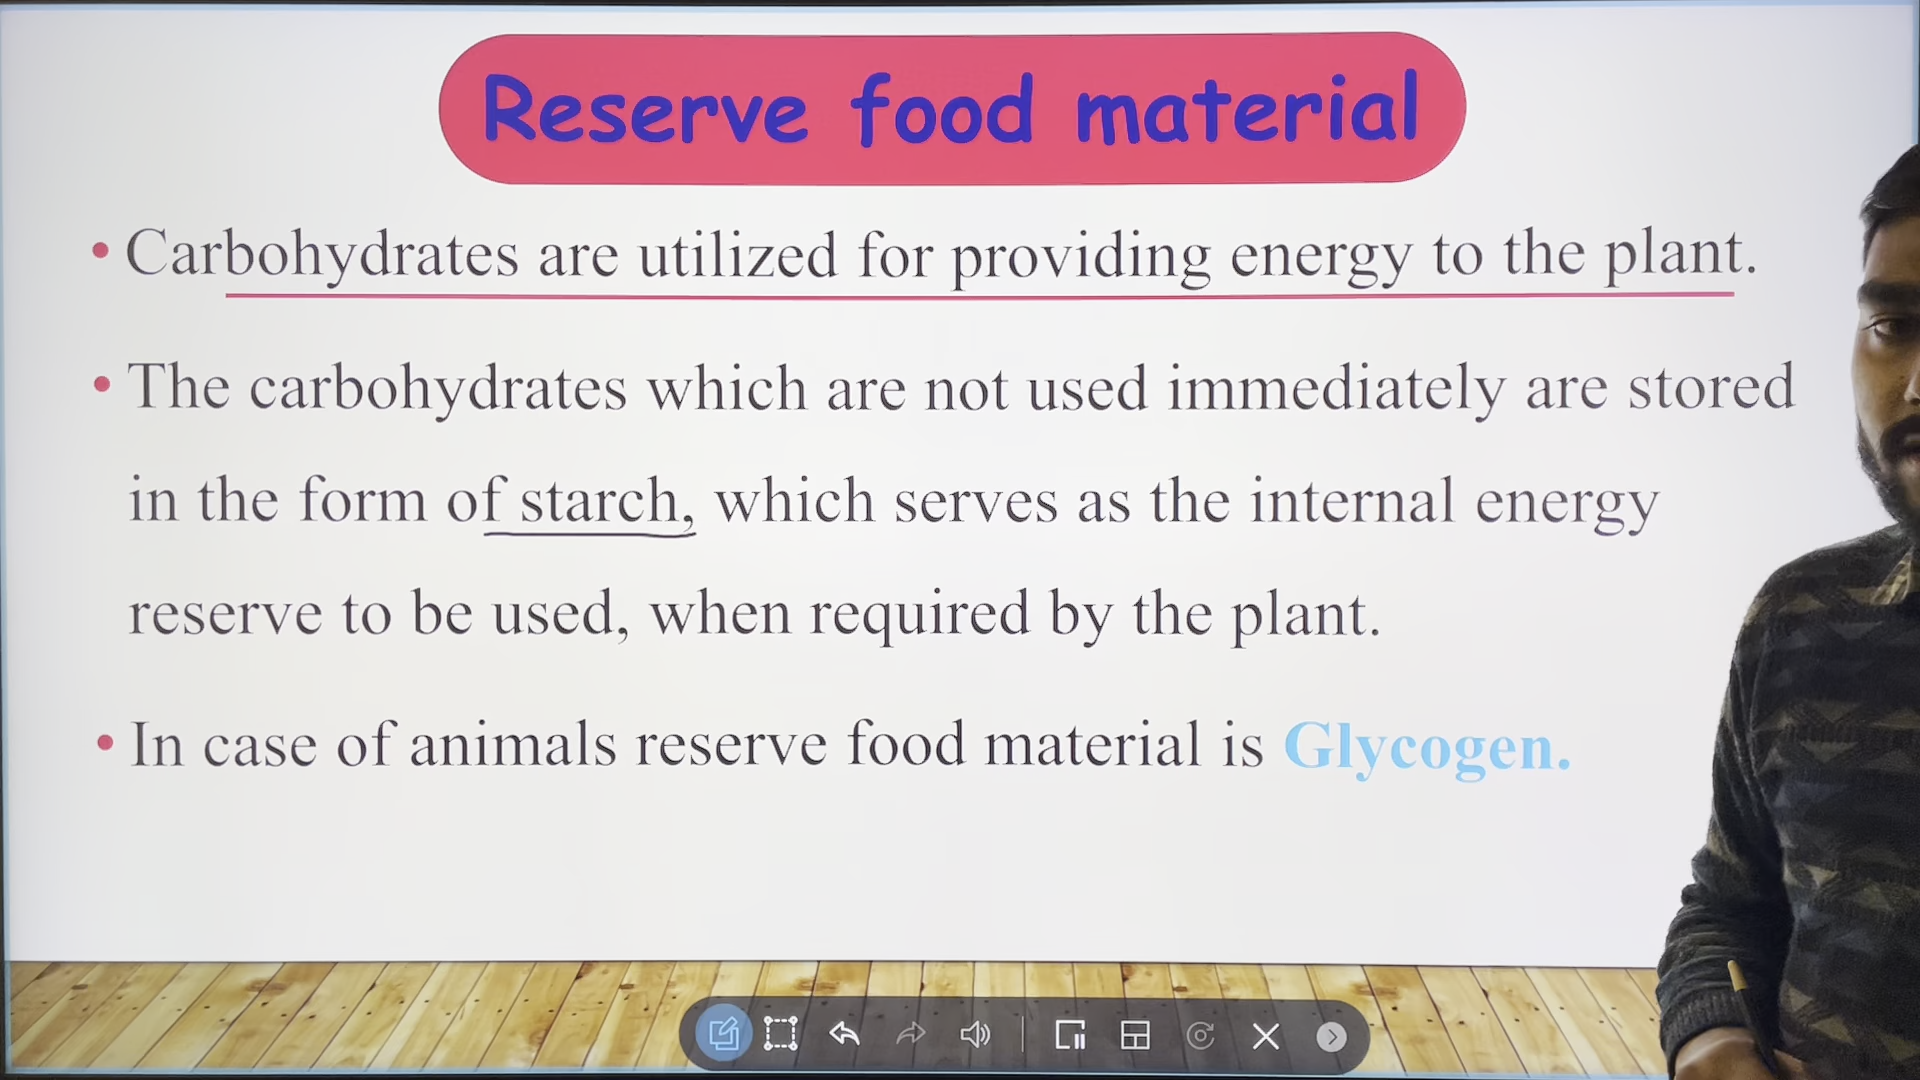 Reserve food material
• Carbohydrates are utilized for providing energy to the plant.
• The carbohydrates which are not used immediately are stored
in the form of starch, which serves as the internal energy
reserve to be used, when required by the plant.
• In case of animals reserve food material is Glycogen.